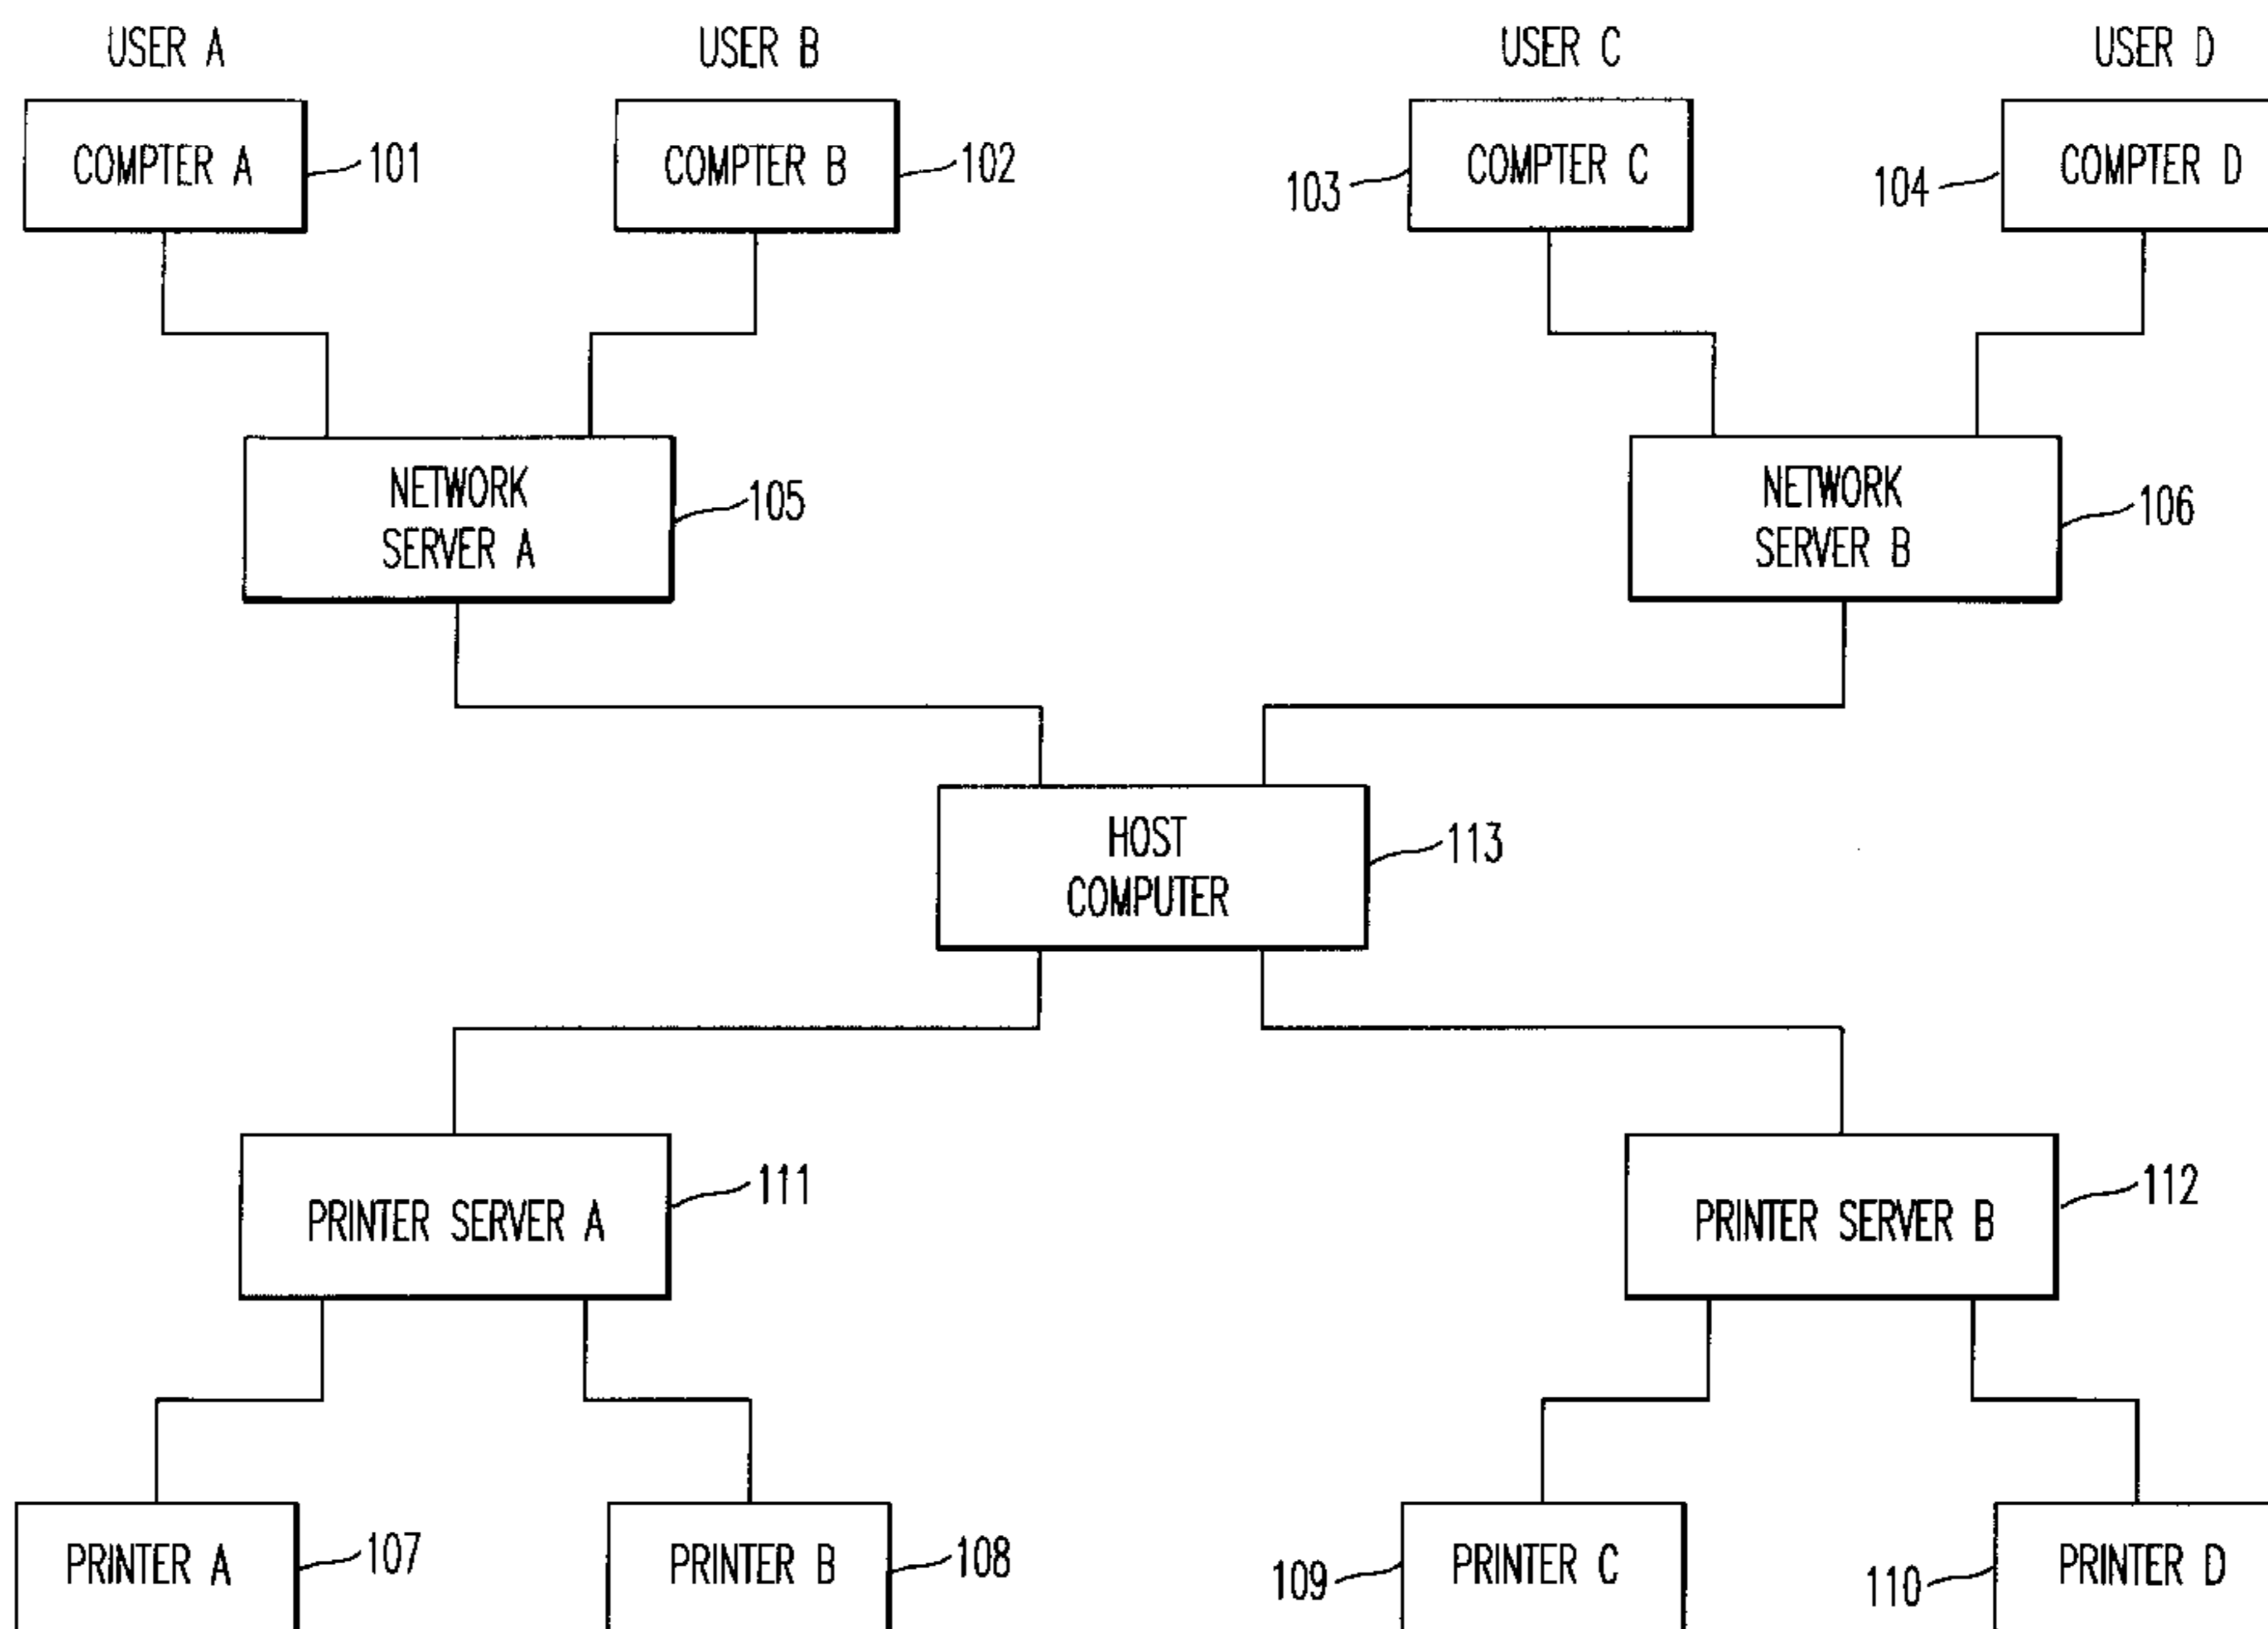 USER A
USER B
USER C
USER D
COMPTER A
101
COMPTER B
102
103
COMPTER C
104
COMPTER D
NETWORK
SERVER A
105
NETWORK
SERVER B
106
HOST
COMPUTER
113
PRINTER SERVER A
111
PRINTER SERVER B
112
PRINTER A
107
PRINTER B
108
109
PRINTER C
110
PRINTER D